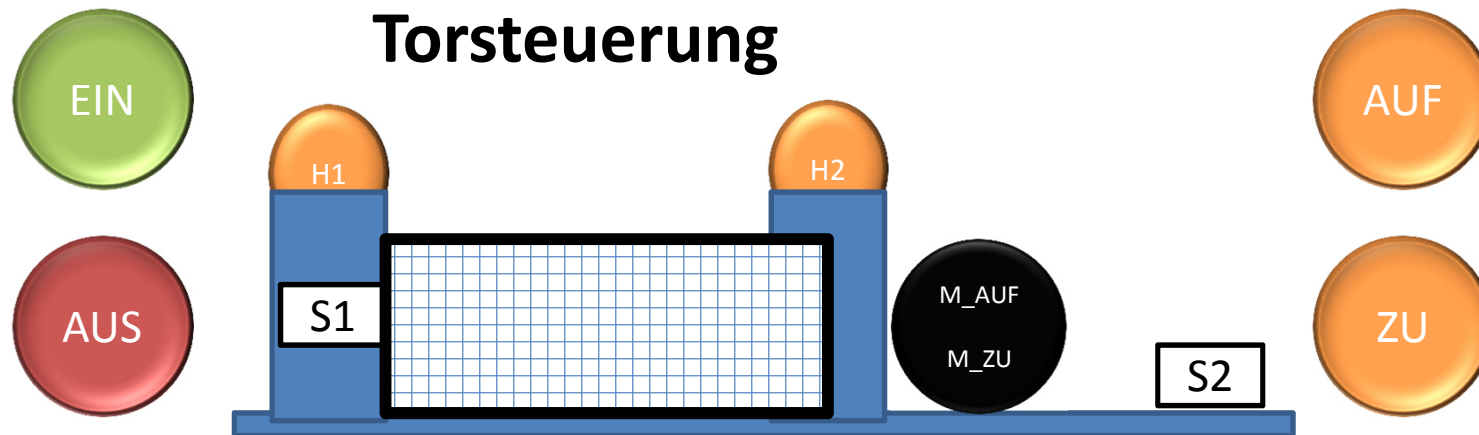 Torsteuerung
EIN
AUF
H1
H2
M_AUF
S1
AUS
ZU
M_ZU
S2